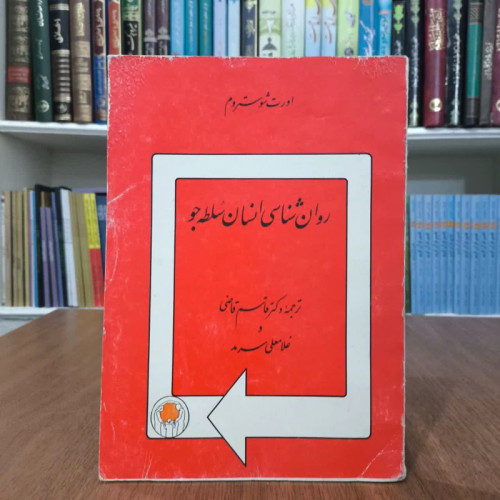 اورت شوستروم
روان شناسی انسان سلطه جو
ترجمهٔ دکتر قاسم قاضی
و
غلامعلی سرمد